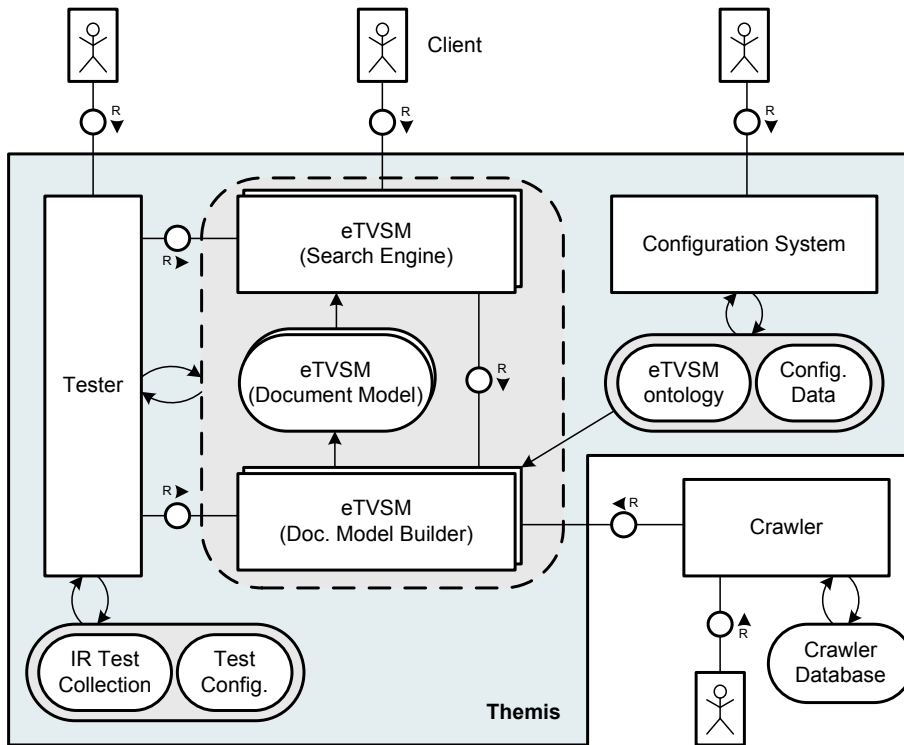 Client
R
R
R
eTVSM
(Search Engine)
Configuration System
R
Tester
eTVSM
(Document Model)
R
eTVSM
ontology
Config.
Data
R
eTVSM
(Doc. Model Builder)
R
Crawler
R
IR Test
Collection
Test
Config.
Crawler
Database
Themis